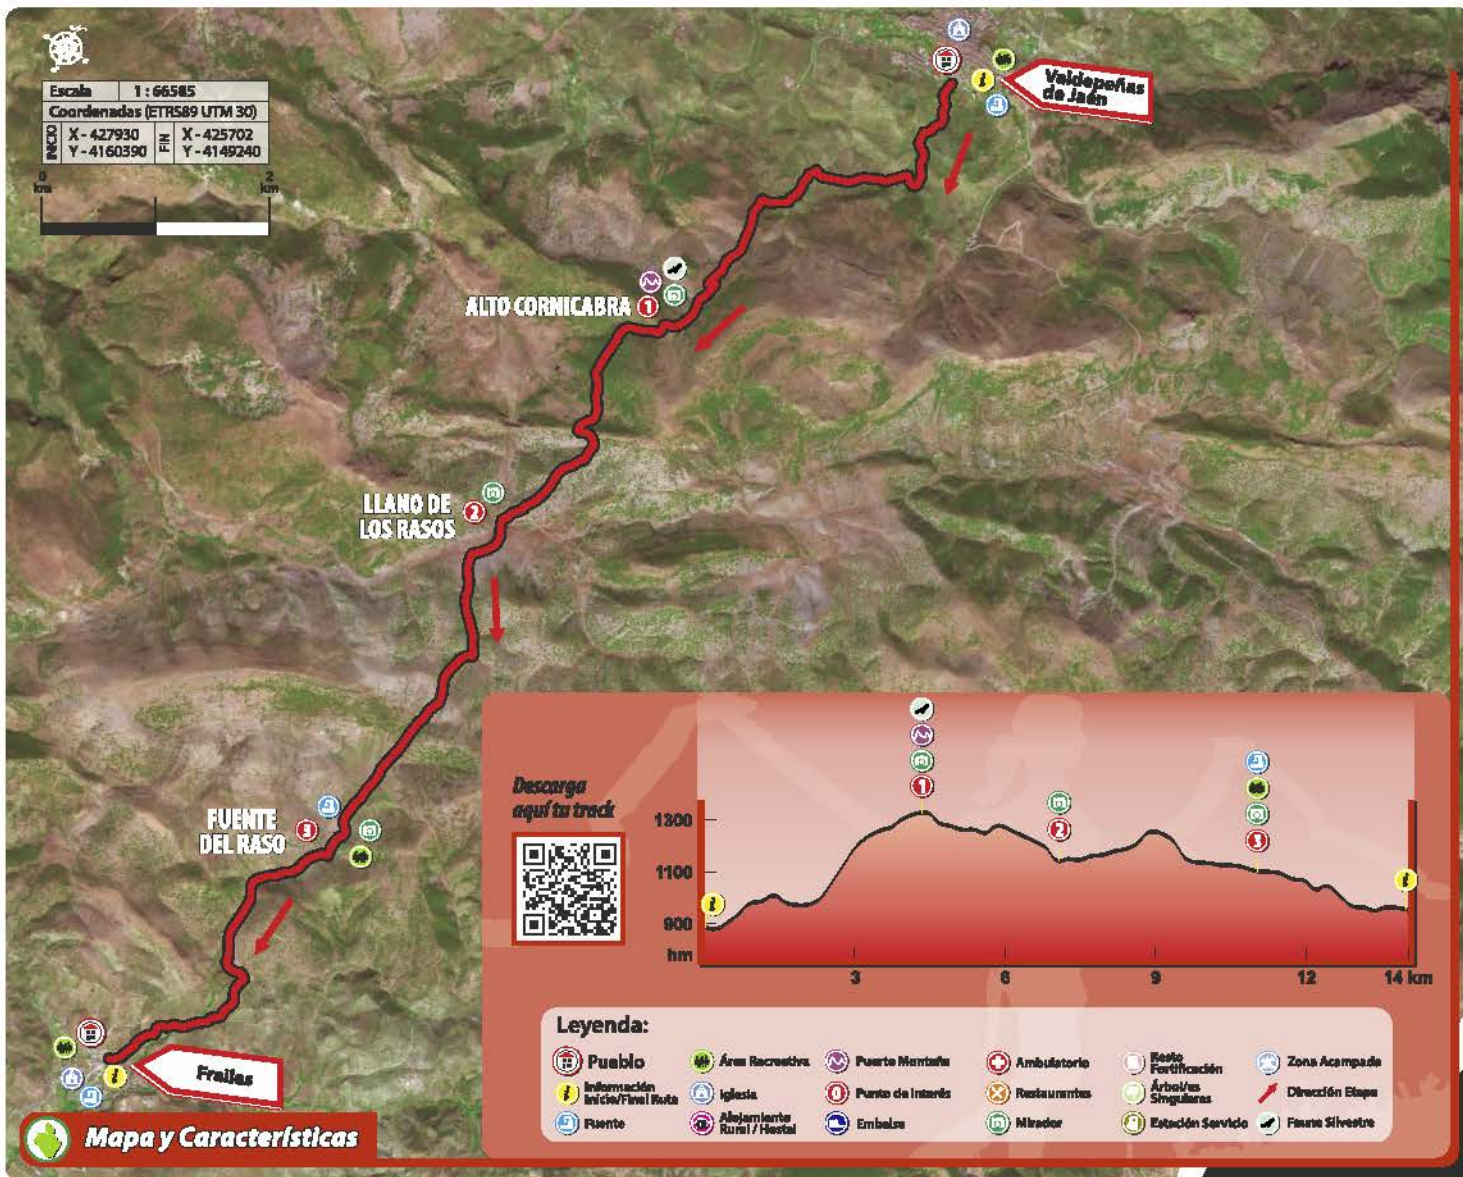 Escala 1 : 66585
Coordenadas (ETRS89 UTM 30)
INICIO X - 427930 FIN X - 425702
Y - 4160390 Y - 4149240
0 2
km km
Valdepeñas
de Jaén
ALTO CORNICABRA 1
LLANO DE
LOS RASOS
2
FUENTE
DEL RASO
3
Frailes
Mapa y Características
Descarga
aquí tu track
1300
1100
900
hm
1
2
3
3 6 9 12 14 km
Leyenda:
Pueblo
Información
Inicio/Final Ruta
Fuente
Área Recreativa
Iglesia
Alojamiento
Rural / Hostal
Puerto Montaña
Punto de Interés
Embalse
Ambulatorio
Restaurantes
Mirador
Resto
Fortificación
Árbol/es
Singulares
Estación Servicio
Zona Acampada
Dirección Etapa
Fauna Silvestre